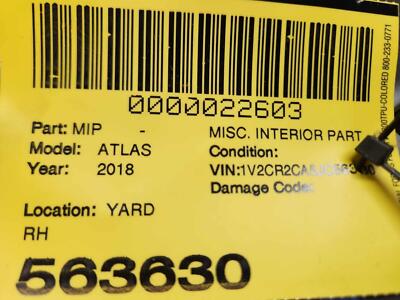 0000022603
Part: MIP - MISC. INTERIOR PART
Model: ATLAS Condition:
Year: 2018
Damage Code:
Location: YARD
RH
563630